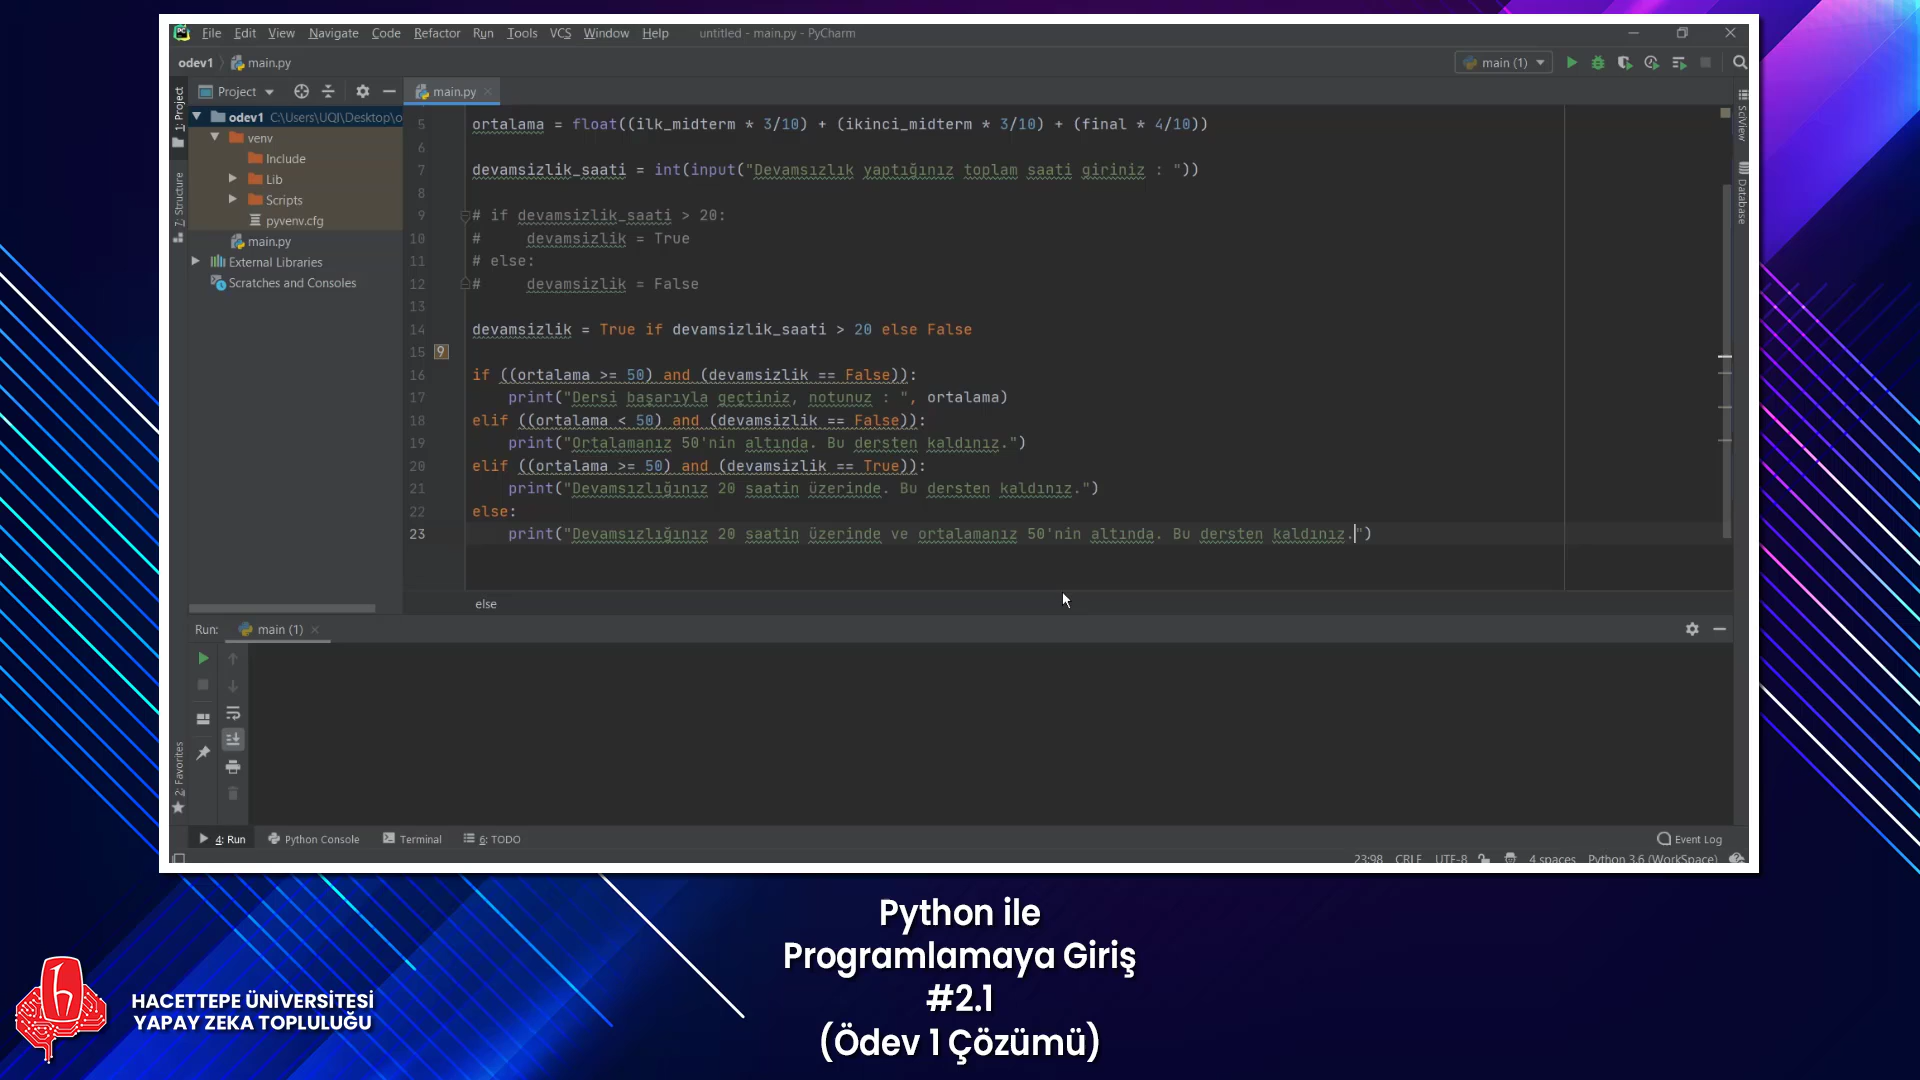 File Edit View Navigate Code Refactor Run Tools VCS Window Help untitled - main.py - PyCharm
odev1 main.py main (1)
1: Project
Project
main.py
odev1 C:\Users\UQI\Desktop\o
venv
Include
Lib
Scripts
pyvenv.cfg
main.py
External Libraries
Scratches and Consoles
7: Structure
2: Favorites
5 ortalama = float((ilk_midterm * 3/10) + (ikinci_midterm * 3/10) + (final * 4/10))
6
7 devamsizlik_saati = int(input("Devamsızlık yaptığınız toplam saati giriniz : "))
8
9 # if devamsizlik_saati > 20:
10 #     devamsizlik = True
11 # else:
12 #     devamsizlik = False
13
14 devamsizlik = True if devamsizlik_saati > 20 else False
15
16 if ((ortalama >= 50) and (devamsizlik == False)):
17     print("Dersi başarıyla geçtiniz, notunuz : ", ortalama)
18 elif ((ortalama < 50) and (devamsizlik == False)):
19     print("Ortalamanız 50'nin altında. Bu dersten kaldınız.")
20 elif ((ortalama >= 50) and (devamsizlik == True)):
21     print("Devamsızlığınız 20 saatin üzerinde. Bu dersten kaldınız.")
22 else:
23     print("Devamsızlığınız 20 saatin üzerinde ve ortalamanız 50'nin altında. Bu dersten kaldınız.")
else
SciView
Database
Run: main (1)
4: Run Python Console Terminal 6: TODO Event Log
23:98 CRLF UTF-8 4 spaces Python 3.6 (WorkSpace)
Python ile
Programlamaya Giriş
#2.1
(Ödev 1 Çözümü)
HACETTEPE ÜNİVERSİTESİ
YAPAY ZEKA TOPLULUĞU